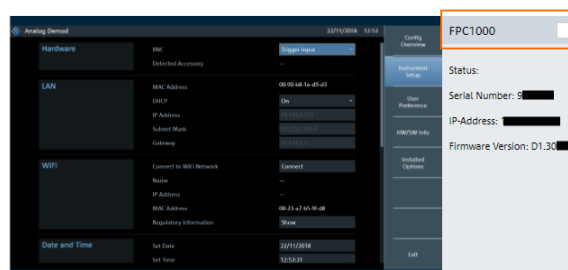 Analog Demod 22/11/2018 12:53
Hardware
BNC Trigger Input
Detected Accessory --
LAN
MAC Address 00-90-b8-1e-d9-d3
DHCP On
IP Address
Subnet Mask
Gateway
WiFi
Connect to WiFi Network Connect
Name --
IP Address --
MAC Address 00-23-a7-b5-9f-d8
Regulatory Information Show
Date and Time
Set Date 22/11/2018
Set Time 12:53:31
Config
Overview
Instrument
Setup
User
Preference
HW/SW Info
Installed
Options
Exit
FPC1000
Status:
Serial Number: 9
IP-Address: 1
Firmware Version: D1.30